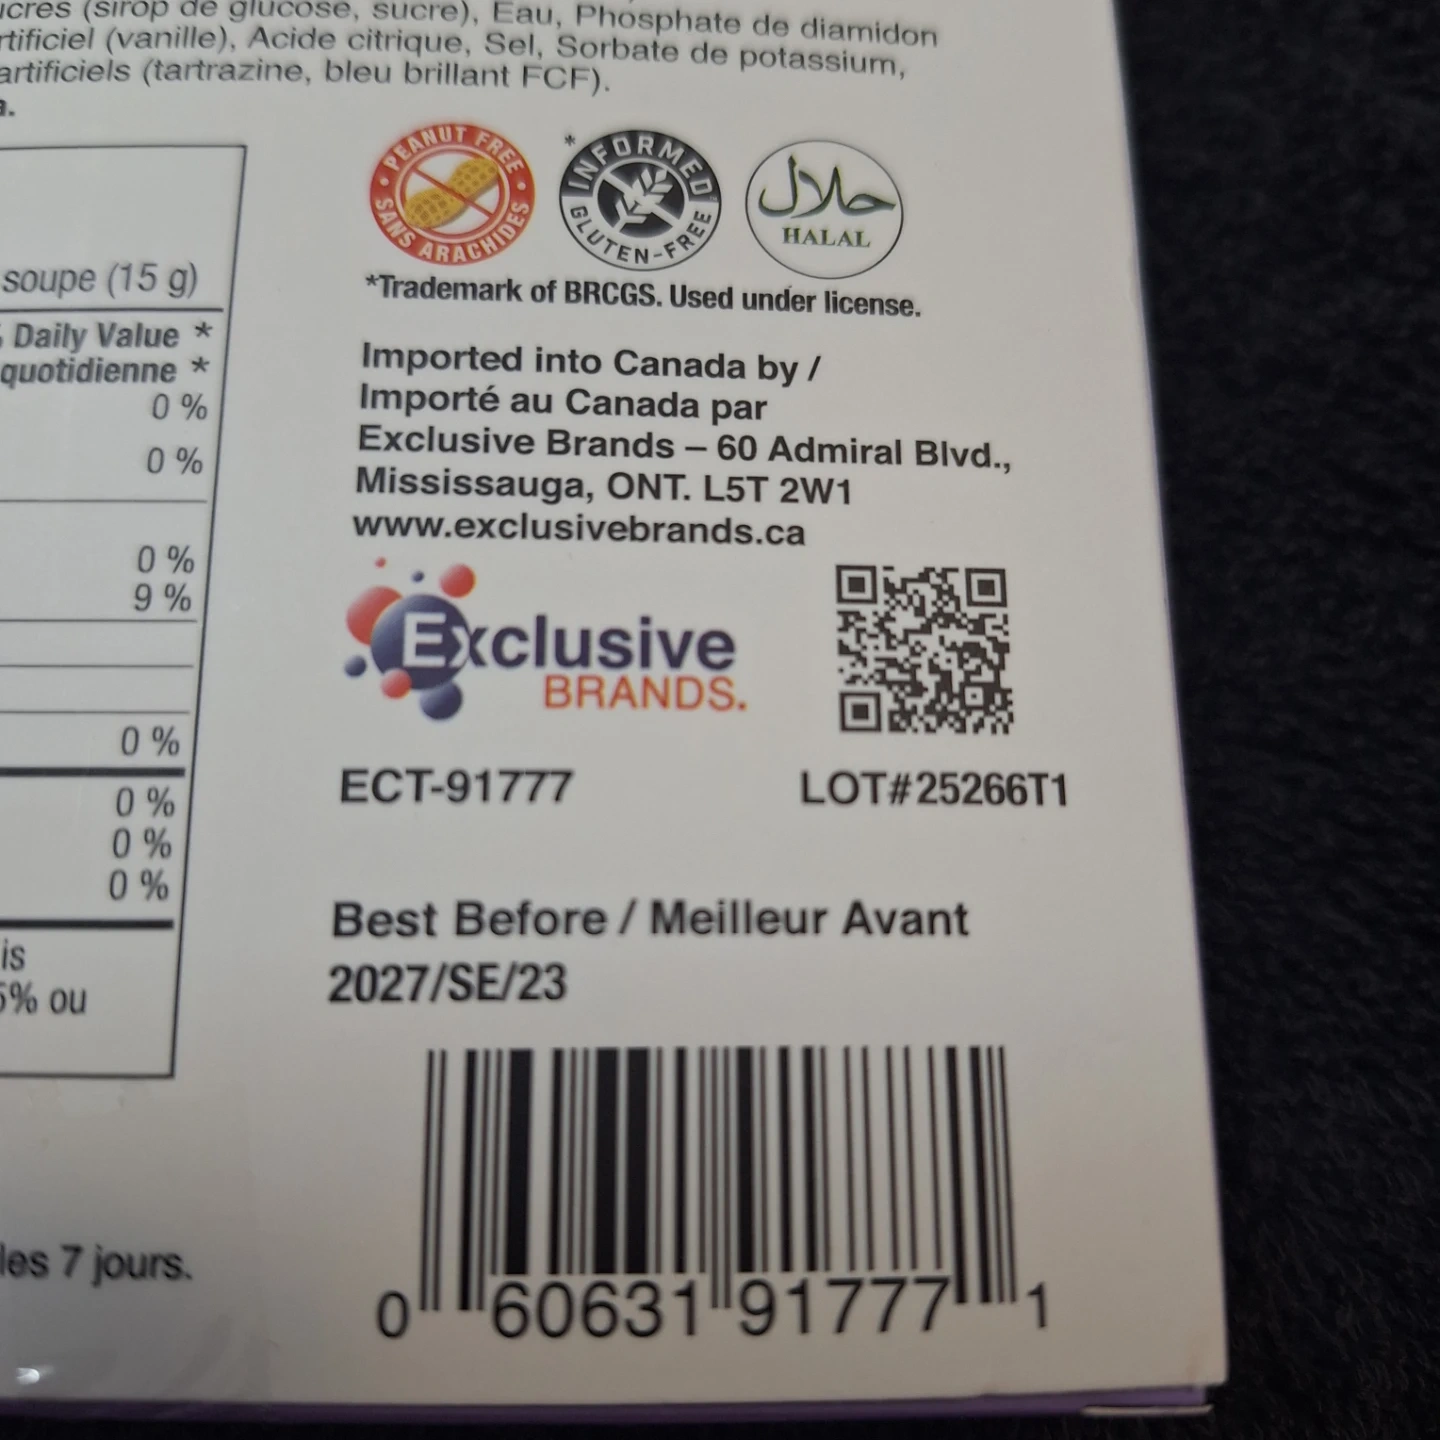 (sirop de glucose, sucre), Eau, Phosphate de diamidon
(vanille), Acide citrique, Sel, Sorbate de potassium,
artificiels (tartrazine, bleu brillant FCF).
PEANUT FREE
SANS ARACHIDES
*INFORMED
GLUTEN-FREE
حلال
HALAL
*Trademark of BRCGS. Used under license.
soupe (15 g)
Daily Value *
quotidienne *
0 %
0 %
0 %
9 %
0 %
0 %
0 %
0 %
ou
les 7 jours.
Imported into Canada by /
Importé au Canada par
Exclusive Brands – 60 Admiral Blvd.,
Mississauga, ONT. L5T 2W1
www.exclusivebrands.ca
Exclusive
BRANDS.
ECT-91777
LOT#25266T1
Best Before / Meilleur Avant
2027/SE/23
0 60631 91777 1